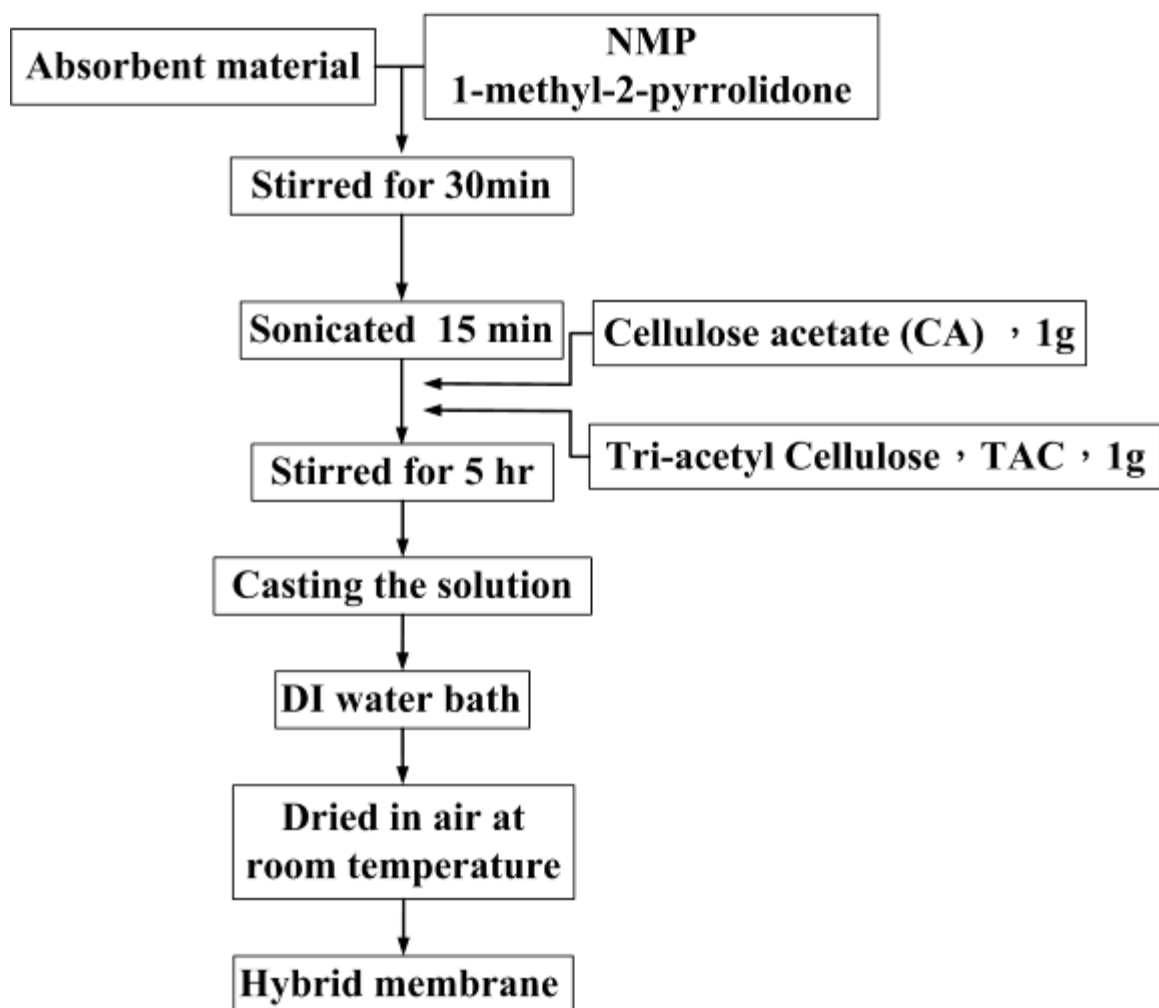 Absorbent material
NMP
1-methyl-2-pyrrolidone
Stirred for 30min
Sonicated 15 min
Cellulose acetate (CA) ，1g
Tri-acetyl Cellulose，TAC，1g
Stirred for 5 hr
Casting the solution
DI water bath
Dried in air at
room temperature
Hybrid membrane